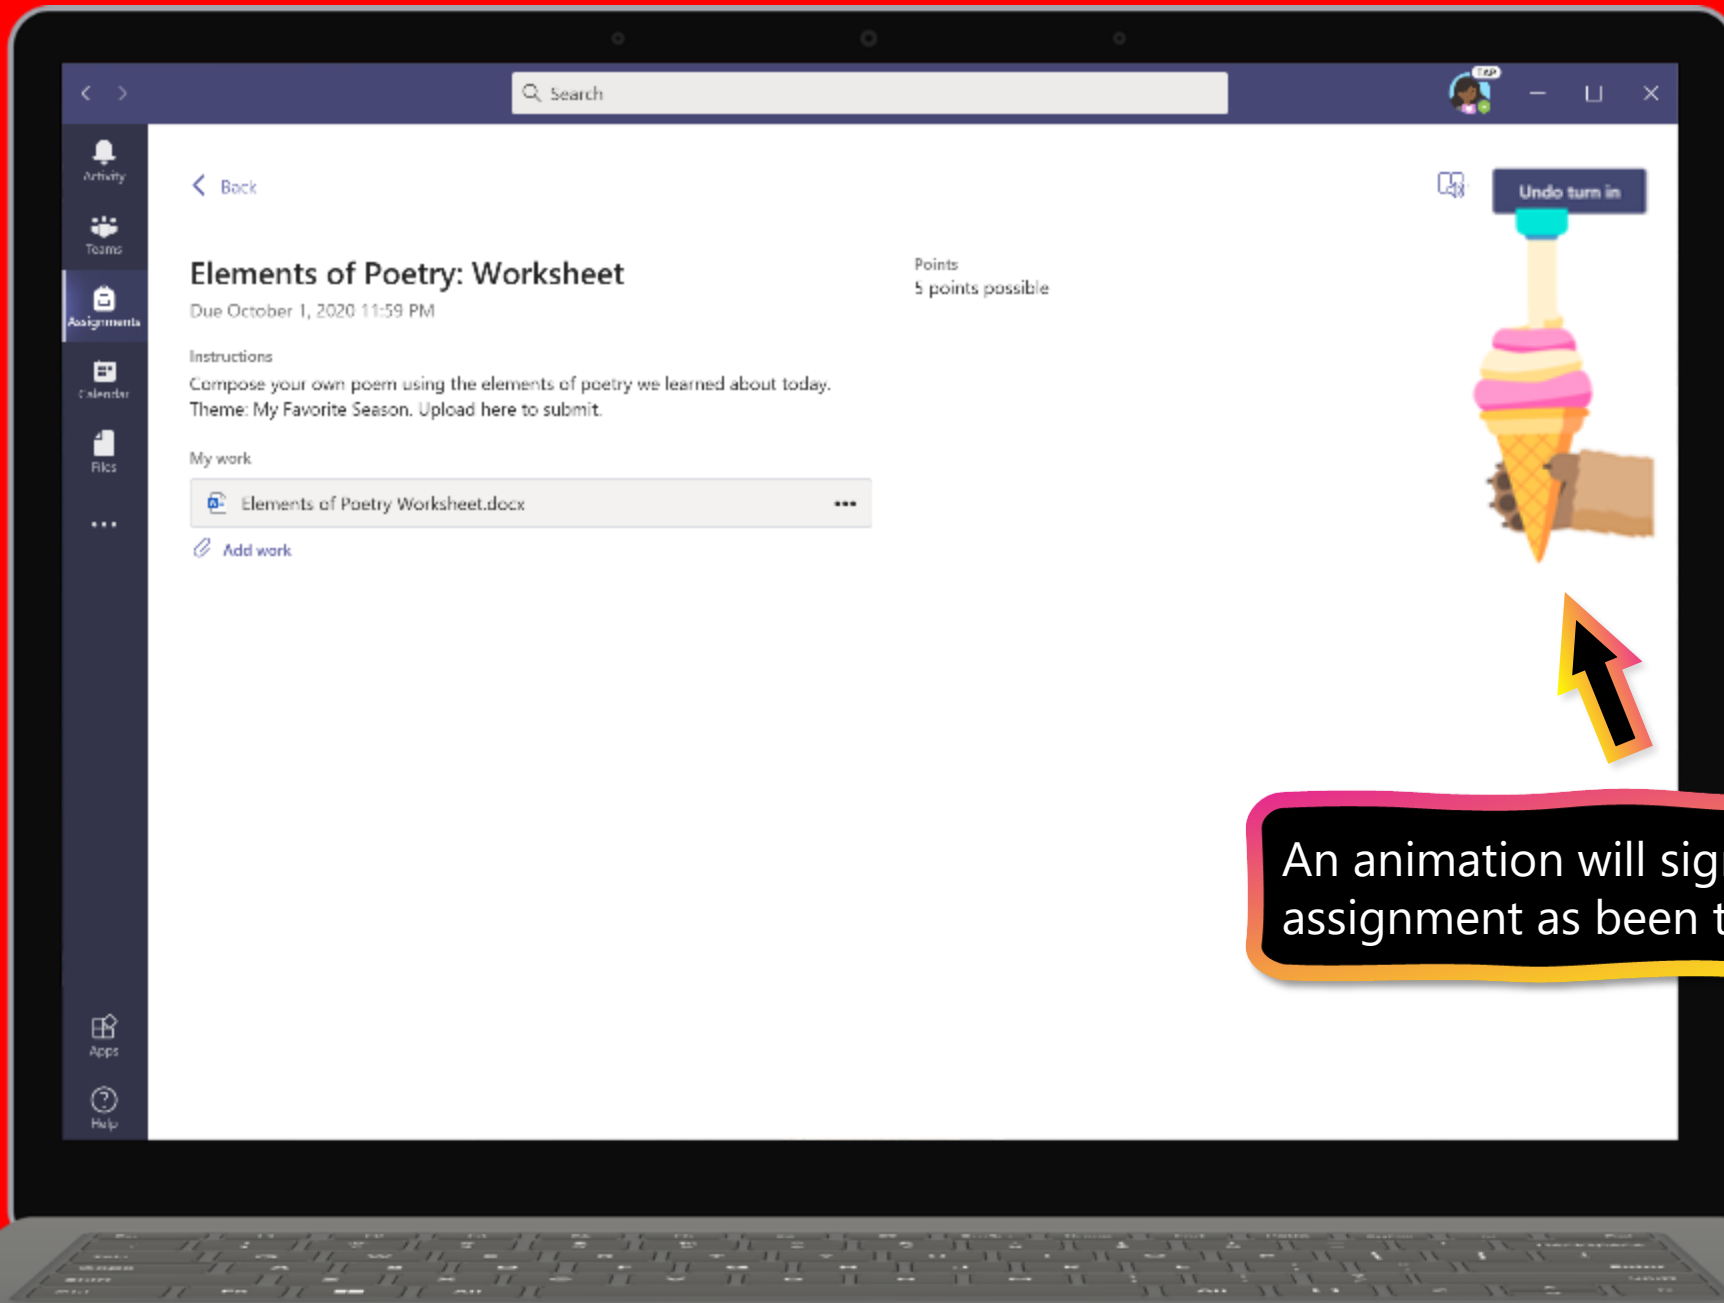 Search
TAP
Activity
Back
Undo turn in
Teams
Elements of Poetry: Worksheet
Due October 1, 2020 11:59 PM
Points
5 points possible
Assignments
Instructions
Compose your own poem using the elements of poetry we learned about today.
Theme: My Favorite Season. Upload here to submit.
Calendar
Files
My work
Elements of Poetry Worksheet.docx
Add work
An animation will
assignment as been
Apps
Help